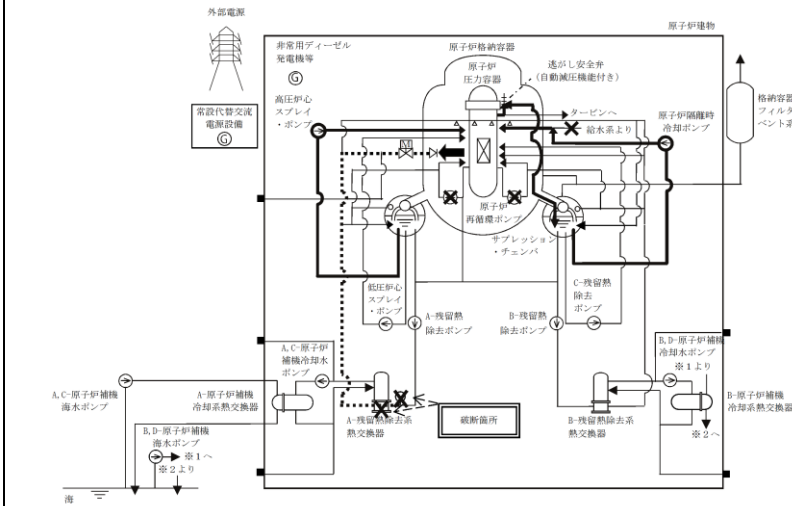 外部電源
原子炉建物
非常用ディーゼル
発電機等
Ⓖ
原子炉格納容器
原子炉
圧力容器
逃がし安全弁
(自動減圧機能付き)
常設代替交流
電源設備
Ⓖ
高圧炉心
スプレイ
・ポンプ
タービンへ
給水系より
原子炉隔離時
冷却ポンプ
格納容器
フィルタ
ベント系
M
原子炉
再循環ポンプ
サプレッション
・チェンバ
低圧炉心
スプレイ
・ポンプ
A-残留熱
除去ポンプ
B-残留熱
除去ポンプ
C-残留熱
除去
ポンプ
A,C-原子炉
補機冷却水
ポンプ
B,D-原子炉補機
冷却水ポンプ
※1より
A,C-原子炉補機
海水ポンプ
A-原子炉補機
冷却系熱交換器
A-残留熱除去系
熱交換器
破断箇所
B-残留熱除去系
熱交換器
B-原子炉補機
冷却系熱交換器
※2へ
B,D-原子炉補機
海水ポンプ
※1へ
※2より
海